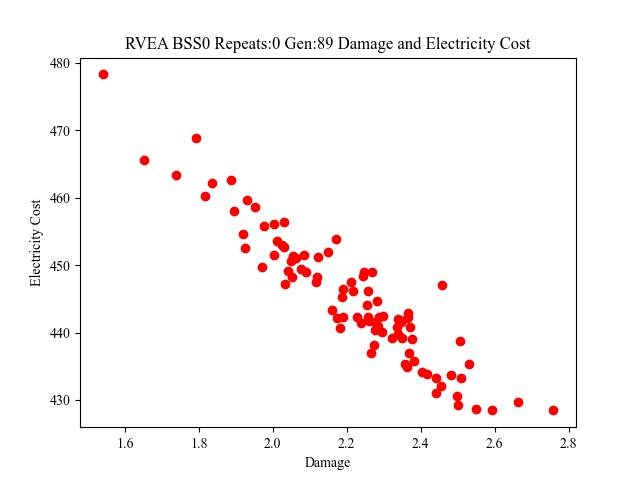 RVEA BSS0 Repeats:0 Gen:89 Damage and Electricity Cost
480
470
460
450
440
430
Electricity Cost
1.6 1.8 2.0 2.2 2.4 2.6 2.8
Damage